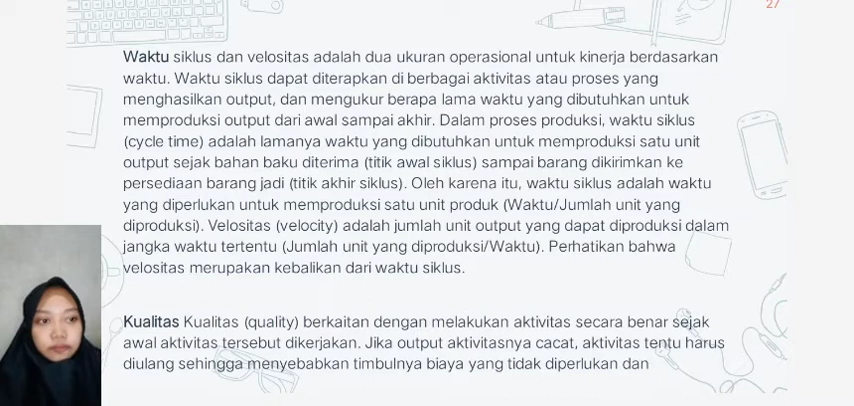 27
Waktu siklus dan velositas adalah dua ukuran operasional untuk kinerja berdasarkan
waktu. Waktu siklus dapat diterapkan di berbagai aktivitas atau proses yang
menghasilkan output, dan mengukur berapa lama waktu yang dibutuhkan untuk
memproduksi output dari awal sampai akhir. Dalam proses produksi, waktu siklus
(cycle time) adalah lamanya waktu yang dibutuhkan untuk memproduksi satu unit
output sejak bahan baku diterima (titik awal siklus) sampai barang dikirimkan ke
persediaan barang jadi (titik akhir siklus). Oleh karena itu, waktu siklus adalah waktu
yang diperlukan untuk memproduksi satu unit produk (Waktu/Jumlah unit yang
diproduksi). Velositas (velocity) adalah jumlah unit output yang dapat diproduksi dalam
jangka waktu tertentu (Jumlah unit yang diproduksi/Waktu). Perhatikan bahwa
velositas merupakan kebalikan dari waktu siklus.
Kualitas Kualitas (quality) berkaitan dengan melakukan aktivitas secara benar sejak
awal aktivitas tersebut dikerjakan. Jika output aktivitasnya cacat, aktivitas tentu harus
diulang sehingga menyebabkan timbulnya biaya yang tidak diperlukan dan